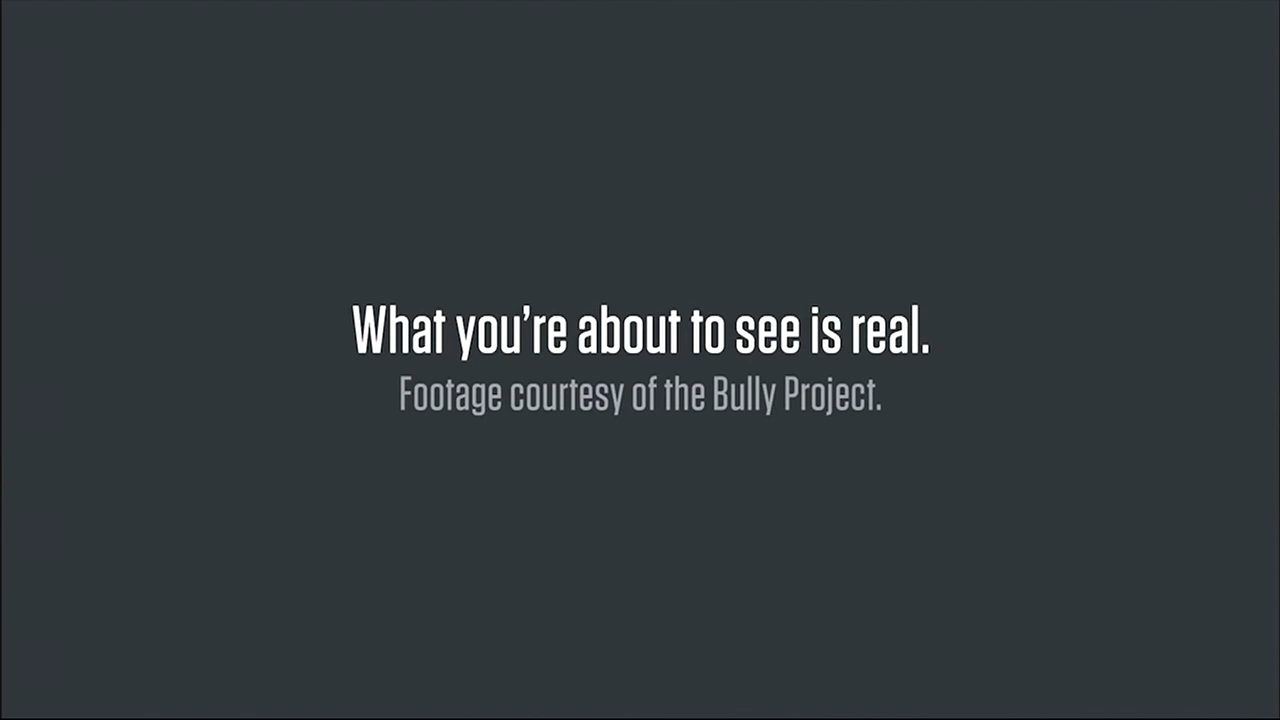 What you’re about to see is real.
Footage courtesy of the Bully Project.